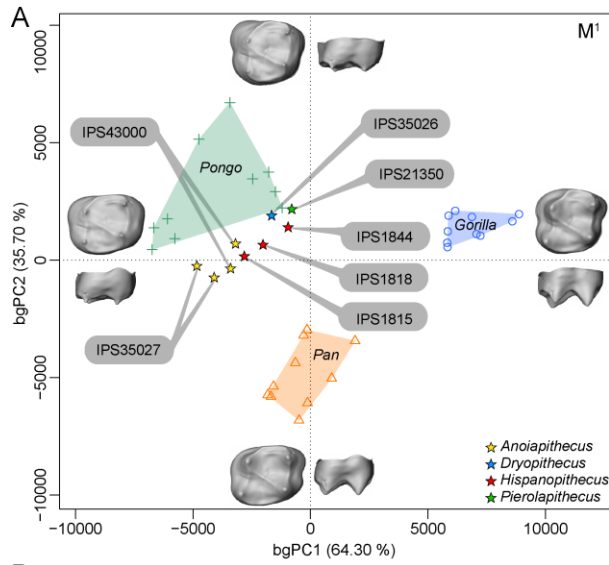 A
M¹
IPS43000
IPS35026
IPS21350
Pongo
Gorilla
IPS1844
IPS1818
IPS1815
IPS35027
Pan
Anoiapithecus
Dryopithecus
Hispanopithecus
Pierolapithecus
10000
5000
0
−5000
−10000
bgPC2 (35.70 %)
−10000 −5000 0 5000 10000
bgPC1 (64.30 %)